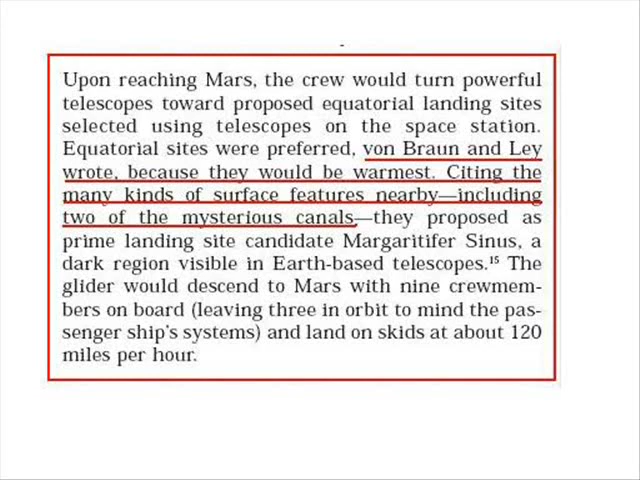 Upon reaching Mars, the crew would turn powerful
telescopes toward proposed equatorial landing sites
selected using telescopes on the space station.
Equatorial sites were preferred, von Braun and Ley
wrote, because they would be warmest. Citing the
many kinds of surface features nearby—including
two of the mysterious canals—they proposed as
prime landing site candidate Margaritifer Sinus, a
dark region visible in Earth-based telescopes.¹⁵ The
glider would descend to Mars with nine crewmem-
bers on board (leaving three in orbit to mind the pas-
senger ship's systems) and land on skids at about 120
miles per hour.